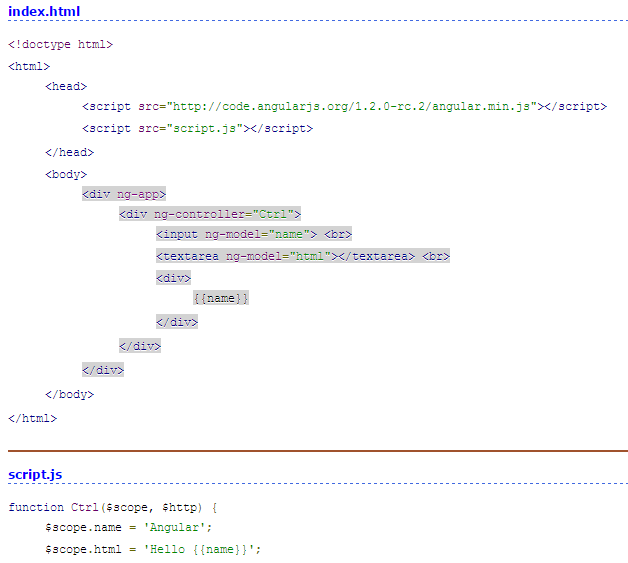 index.html
<!doctype html>
<html>
<head>
<script src="http://code.angularjs.org/1.2.0-rc.2/angular.min.js"></script>
<script src="script.js"></script>
</head>
<body>
<div ng-app>
<div ng-controller="Ctrl">
<input ng-model="name"> <br>
<textarea ng-model="html"></textarea> <br>
<div>
{{name}}
</div>
</div>
</div>
</body>
</html>
script.js
function Ctrl($scope, $http) {
$scope.name = 'Angular';
$scope.html = 'Hello {{name}}';